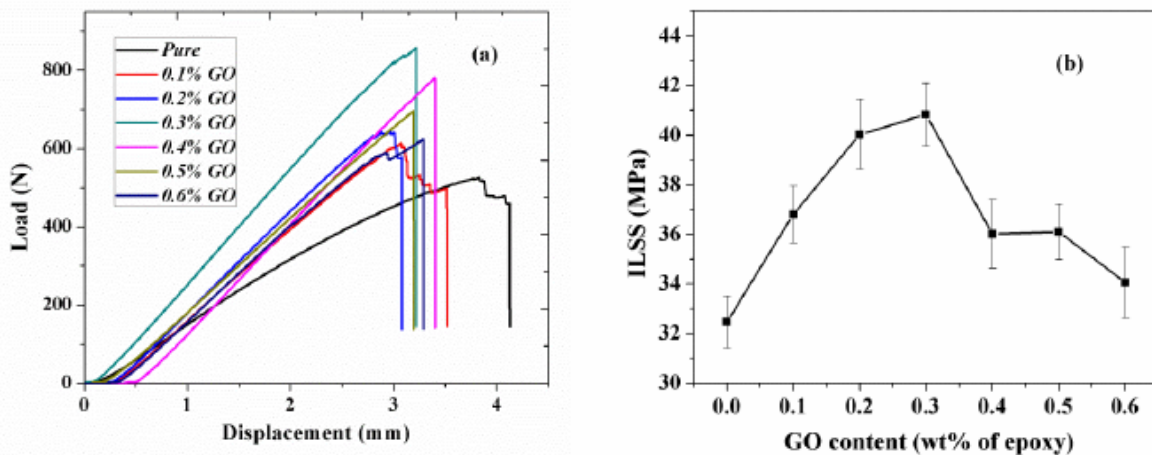 (a)
Pure
0.1% GO
0.2% GO
0.3% GO
0.4% GO
0.5% GO
0.6% GO
Load (N)
800
600
400
200
0
0 1 2 3 4
Displacement (mm)
(b)
ILSS (MPa)
44
42
40
38
36
34
32
30
0.0 0.1 0.2 0.3 0.4 0.5 0.6
GO content (wt% of epoxy)